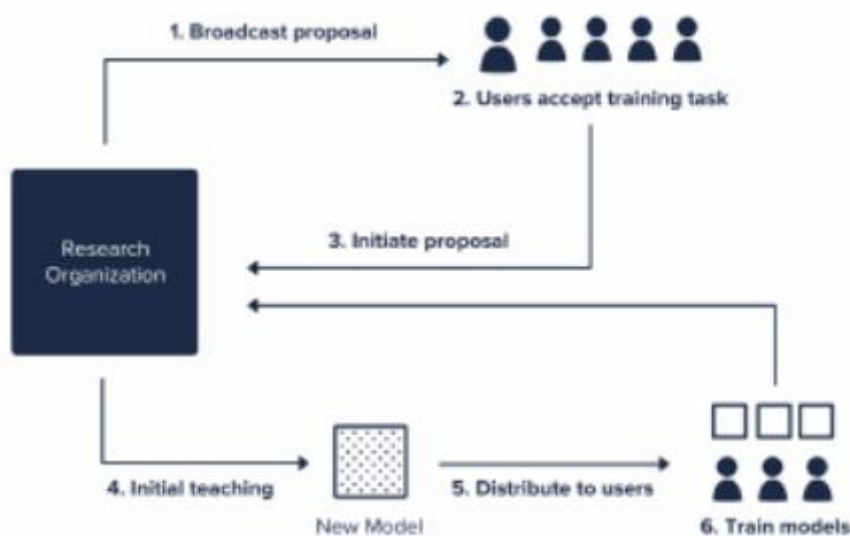 1. Broadcast proposal
2. Users accept training task
3. Initiate proposal
Research
Organization
4. Initial teaching
5. Distribute to users
New Model
6. Train models